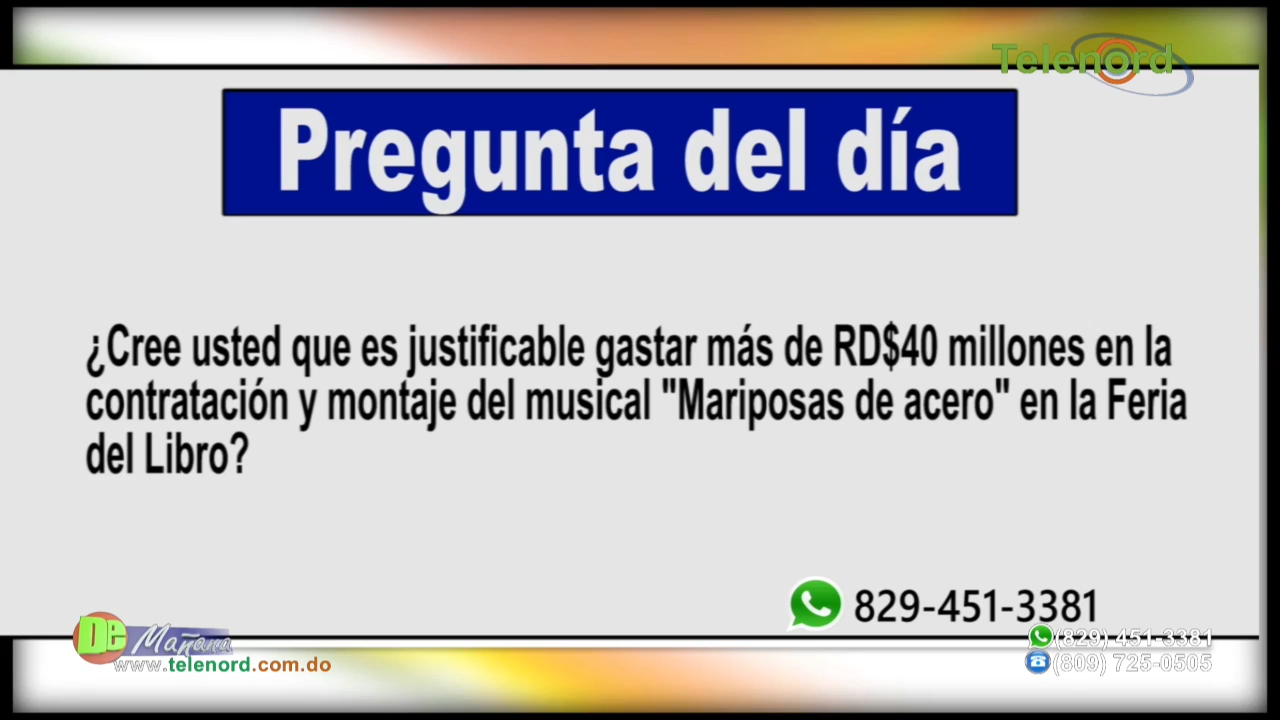 Telenord
Pregunta del día
¿Cree usted que es justificable gastar más de RD$40 millones en la
contratación y montaje del musical "Mariposas de acero" en la Feria
del Libro?
829-451-3381
De Mañana
www.telenord.com.do
(829) 451-3381
(809) 725-0505